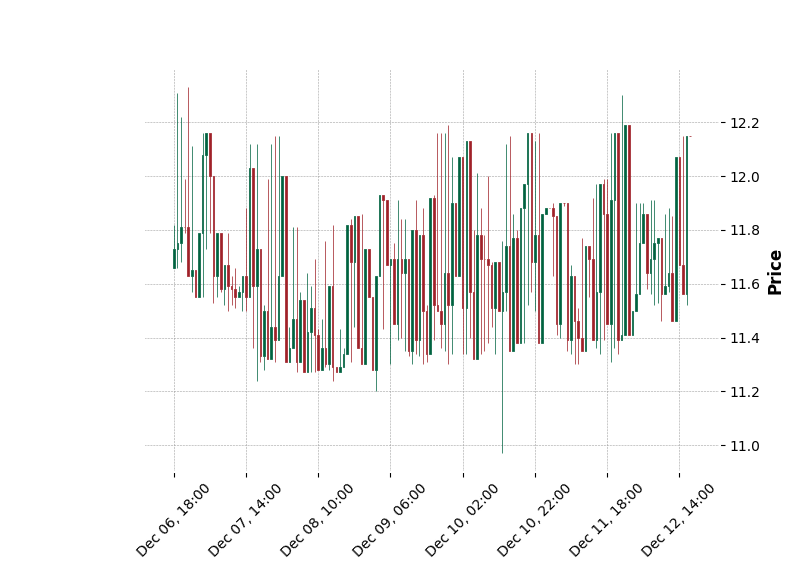 12.2
12.0
11.8
11.6
11.4
11.2
11.0
Price
Dec 06, 18:00
Dec 07, 14:00
Dec 08, 10:00
Dec 09, 06:00
Dec 10, 02:00
Dec 10, 22:00
Dec 11, 18:00
Dec 12, 14:00